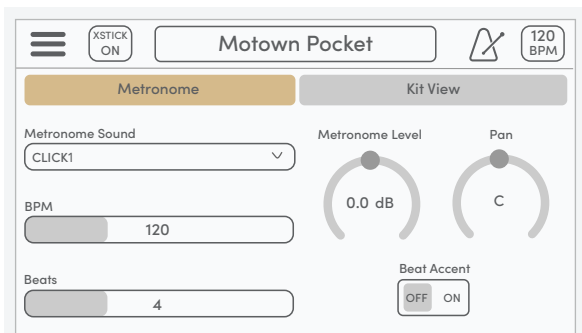 XSTICK
ON
Motown Pocket
120
BPM
Metronome
Kit View
Metronome Sound
CLICK1
Metronome Level
Pan
0.0 dB
C
BPM
120
Beats
4
Beat Accent
OFF ON